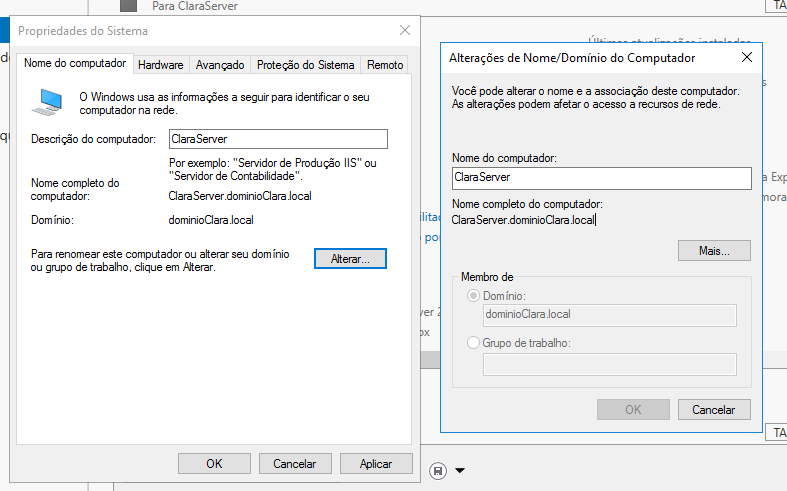 Para ClaraServer
TA
Propriedades do Sistema
Nome do computador
Hardware
Avançado
Proteção do Sistema
Remoto
O Windows usa as informações a seguir para identificar o seu
computador na rede.
Descrição do computador:
ClaraServer
Por exemplo: "Servidor de Produção IIS" ou
"Servidor de Contabilidade".
Nome completo do
computador:
ClaraServer.dominioClara.local
Domínio:
dominioClara.local
Para renomear este computador ou alterar seu domínio
ou grupo de trabalho, clique em Alterar.
Alterar...
OK
Cancelar
Aplicar
Últimas atualizações instaladas
Alterações de Nome/Domínio do Computador
Você pode alterar o nome e a associação deste computador.
As alterações podem afetar o acesso a recursos de rede.
Nome do computador:
ClaraServer
Nome completo do computador:
ClaraServer.dominioClara.local
Mais...
Membro de
Domínio:
dominioClara.local
Grupo de trabalho:
OK
Cancelar
TA